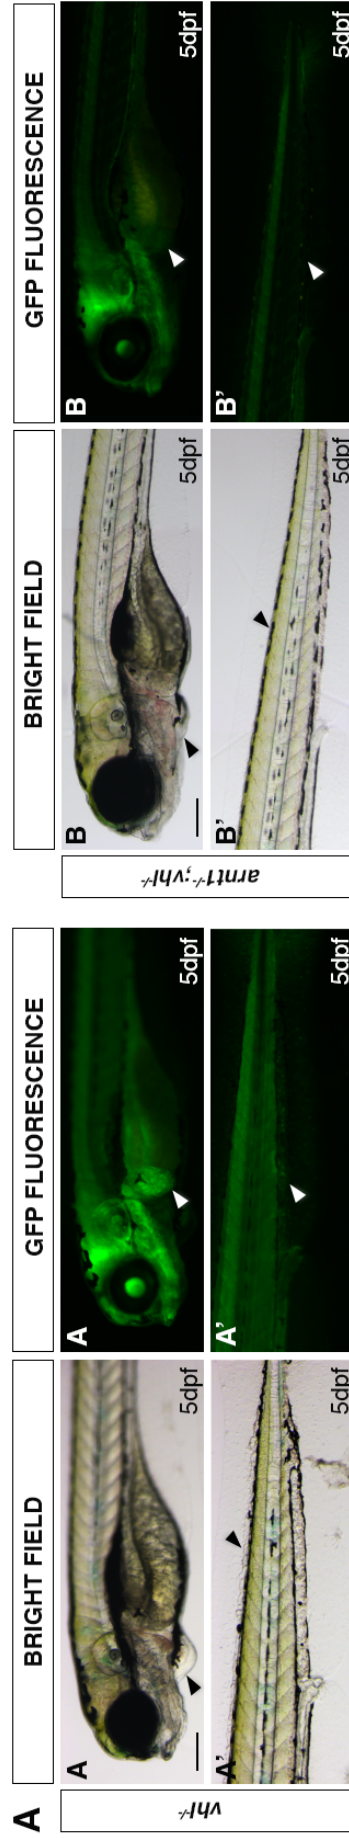 A
BRIGHT FIELD
GFP FLUORESCENCE
BRIGHT FIELD
GFP FLUORESCENCE
vhl-/-
A
5dpf
A
5dpf
arnt1-/-;vhl-/-
B
5dpf
B
5dpf
A'
5dpf
A'
5dpf
B'
5dpf
B'
5dpf